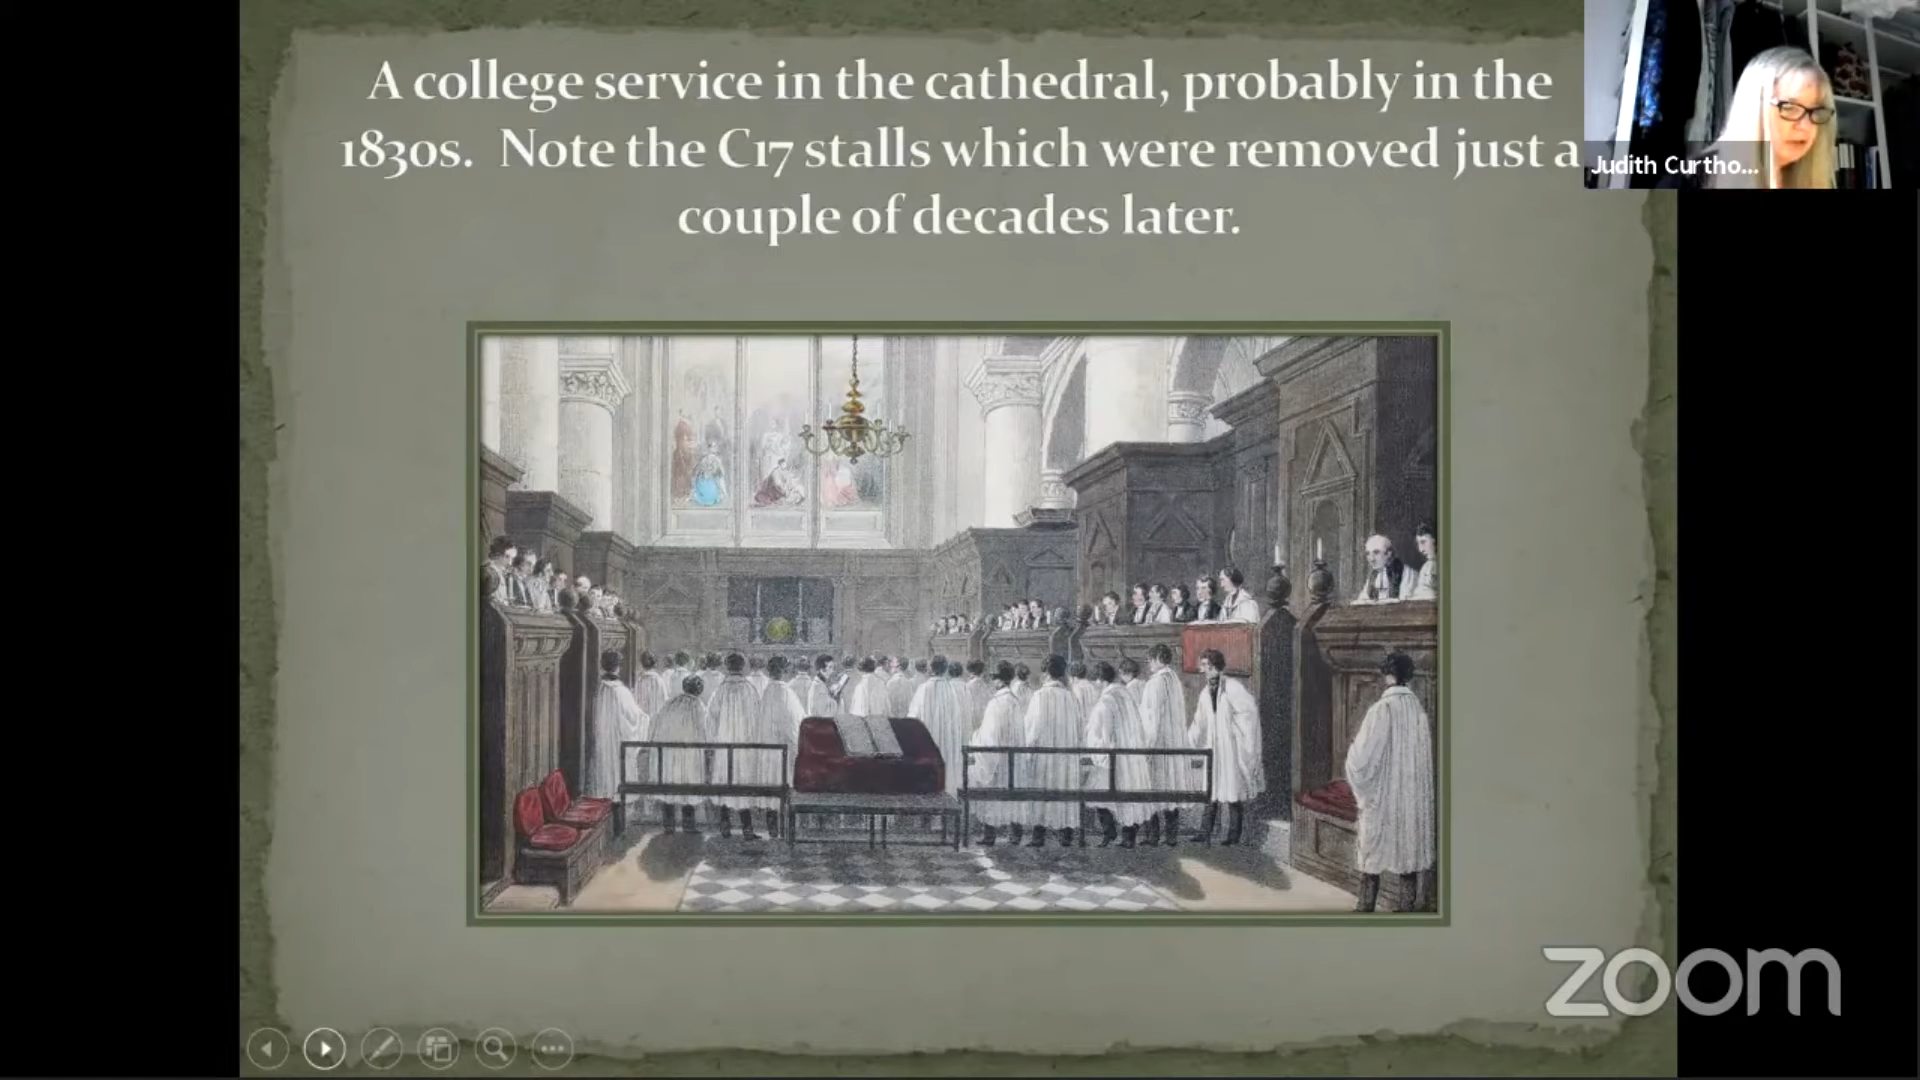 A college service in the cathedral, probably in the
1830s. Note the C17 stalls which were removed just a
couple of decades later.
Judith Curtho...
zoom